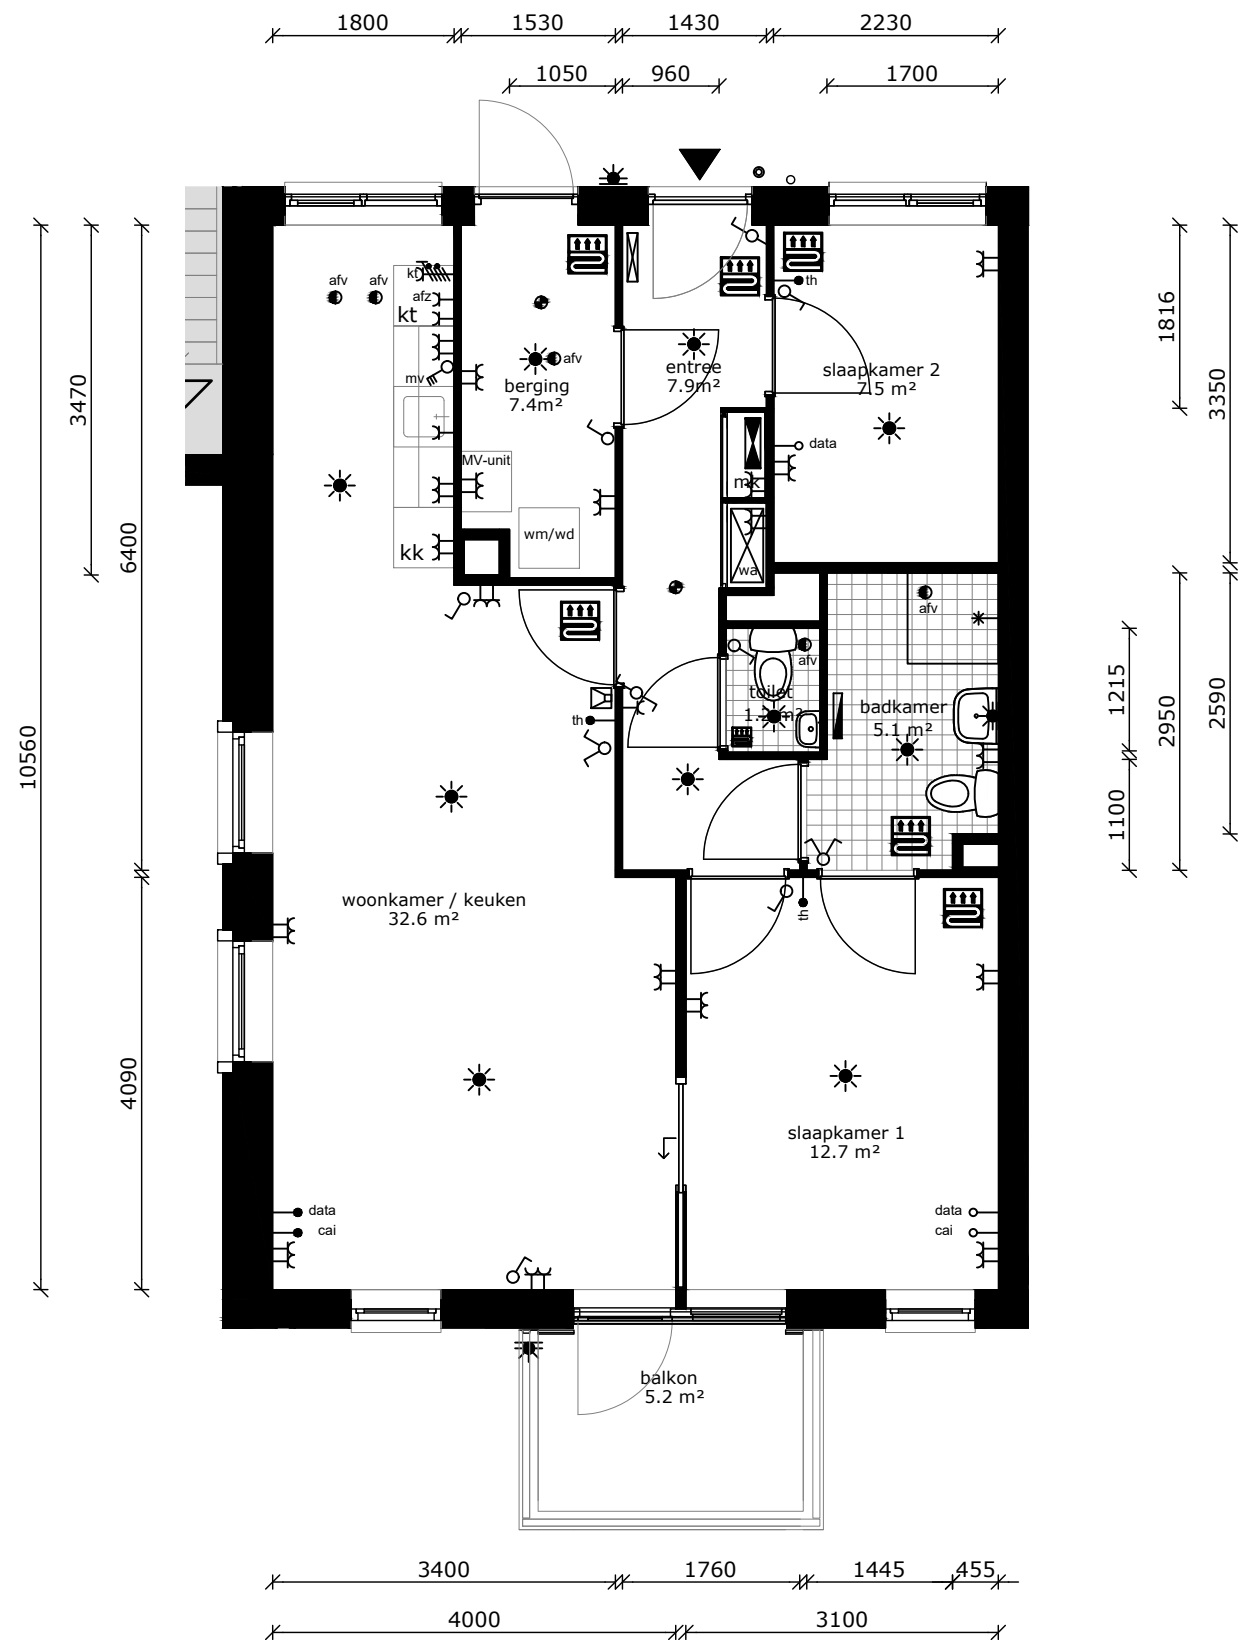 1800 1530 1430 2230
1050 960 1700
10560
3470
6400
4090
1816
3350
1215
2950
2590
1100
afv afv
kt
afz
kt
mv
kk
afv
berging
7.4m²
MV-unit
wm/wd
entree
7.9m²
mk
wa
th
slaapkamer 2
7.5 m²
data
toilet
afv
afv
badkamer
5.1 m²
th
woonkamer / keuken
32.6 m²
th
slaapkamer 1
12.7 m²
data
cai
data
cai
balkon
5.2 m²
3400 1760 1445 455
4000 3100